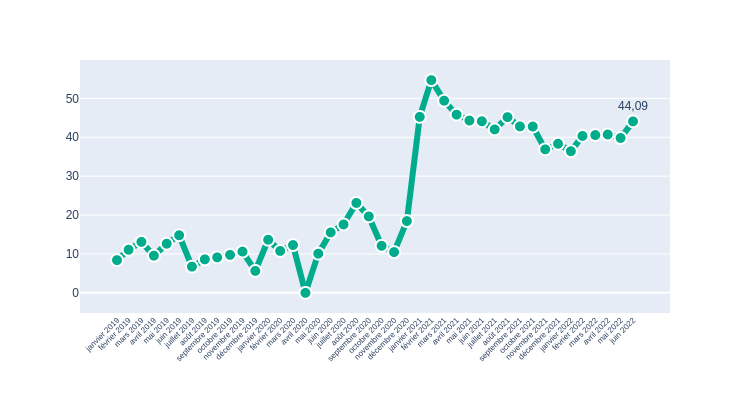 50
40
30
20
10
0
44,09
janvier 2019
février 2019
mars 2019
avril 2019
mai 2019
juin 2019
juillet 2019
août 2019
septembre 2019
octobre 2019
novembre 2019
décembre 2019
janvier 2020
février 2020
mars 2020
avril 2020
mai 2020
juin 2020
juillet 2020
août 2020
septembre 2020
octobre 2020
novembre 2020
décembre 2020
janvier 2021
février 2021
mars 2021
avril 2021
mai 2021
juin 2021
juillet 2021
août 2021
septembre 2021
octobre 2021
novembre 2021
décembre 2021
janvier 2022
février 2022
mars 2022
avril 2022
mai 2022
juin 2022